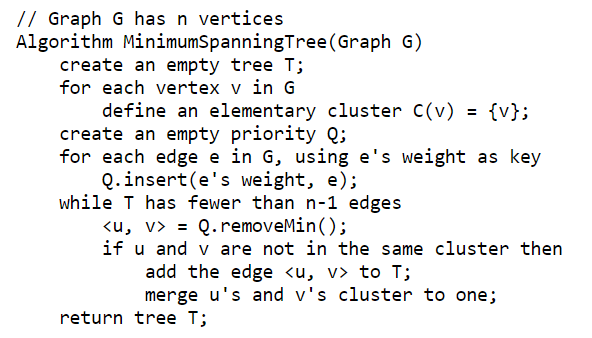 // Graph G has n vertices
Algorithm MinimumSpanningTree(Graph G)
    create an empty tree T;
    for each vertex v in G
        define an elementary cluster C(v) = {v};
    create an empty priority Q;
    for each edge e in G, using e's weight as key
        Q.insert(e's weight, e);
    while T has fewer than n-1 edges
        <u, v> = Q.removeMin();
        if u and v are not in the same cluster then
            add the edge <u, v> to T;
            merge u's and v's cluster to one;
    return tree T;